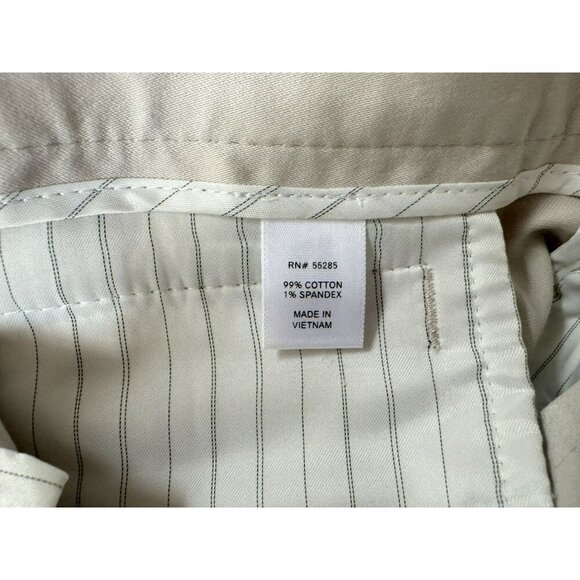 RN# 55285
99% COTTON
1% SPANDEX
MADE IN
VIETNAM